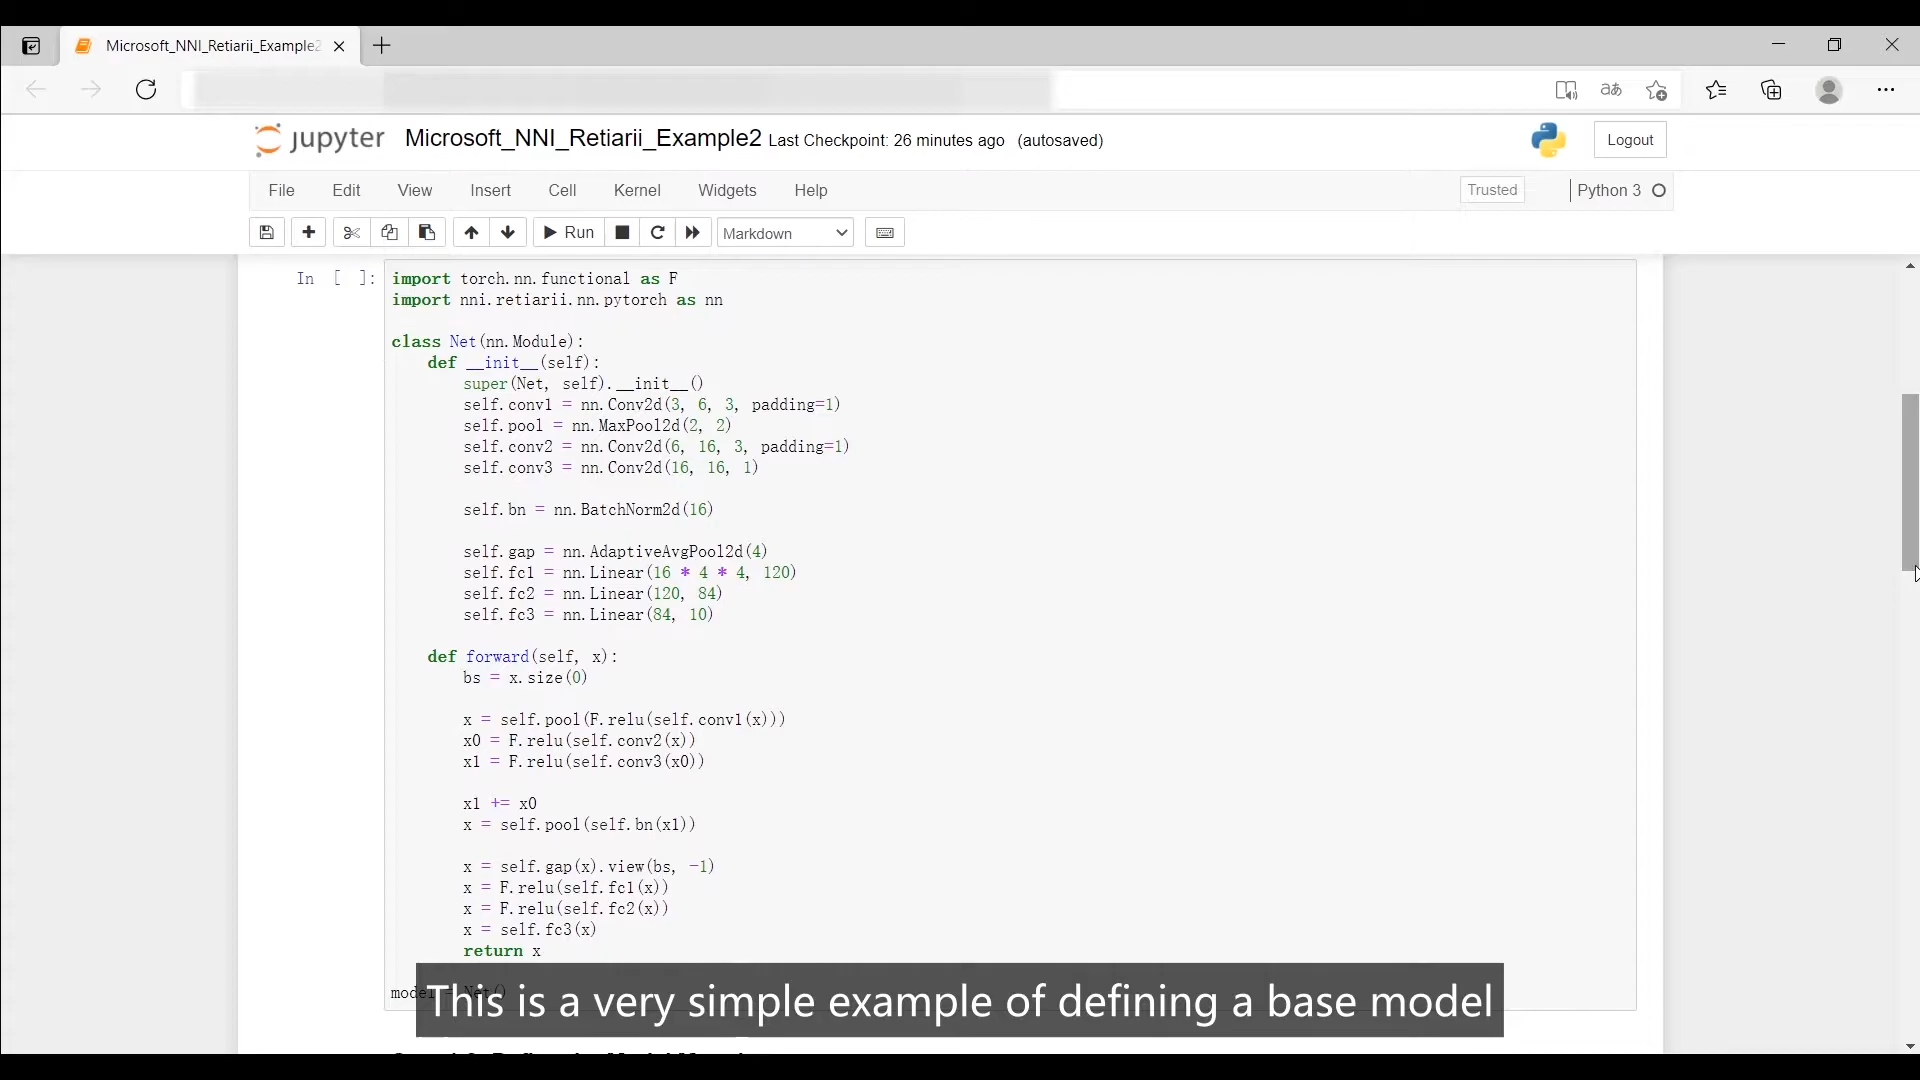 Microsoft_NNI_Retiarii_Example2
jupyter Microsoft_NNI_Retiarii_Example2 Last Checkpoint: 26 minutes ago (autosaved)
Logout
File Edit View Insert Cell Kernel Widgets Help
Trusted
Python 3
Run
Markdown
In [ ]:
import torch.nn.functional as F
import nni.retiarii.nn.pytorch as nn
class Net(nn.Module):
def __init__(self):
super(Net, self).__init__()
self.conv1 = nn.Conv2d(3, 6, 3, padding=1)
self.pool = nn.MaxPool2d(2, 2)
self.conv2 = nn.Conv2d(6, 16, 3, padding=1)
self.conv3 = nn.Conv2d(16, 16, 1)
self.bn = nn.BatchNorm2d(16)
self.gap = nn.AdaptiveAvgPool2d(4)
self.fc1 = nn.Linear(16 * 4 * 4, 120)
self.fc2 = nn.Linear(120, 84)
self.fc3 = nn.Linear(84, 10)
def forward(self, x):
bs = x.size(0)
x = self.pool(F.relu(self.conv1(x)))
x0 = F.relu(self.conv2(x))
x1 = F.relu(self.conv3(x0))
x1 += x0
x = self.pool(self.bn(x1))
x = self.gap(x).view(bs, -1)
x = F.relu(self.fc1(x))
x = F.relu(self.fc2(x))
x = self.fc3(x)
return x
model = Net()
This is a very simple example of defining a base model